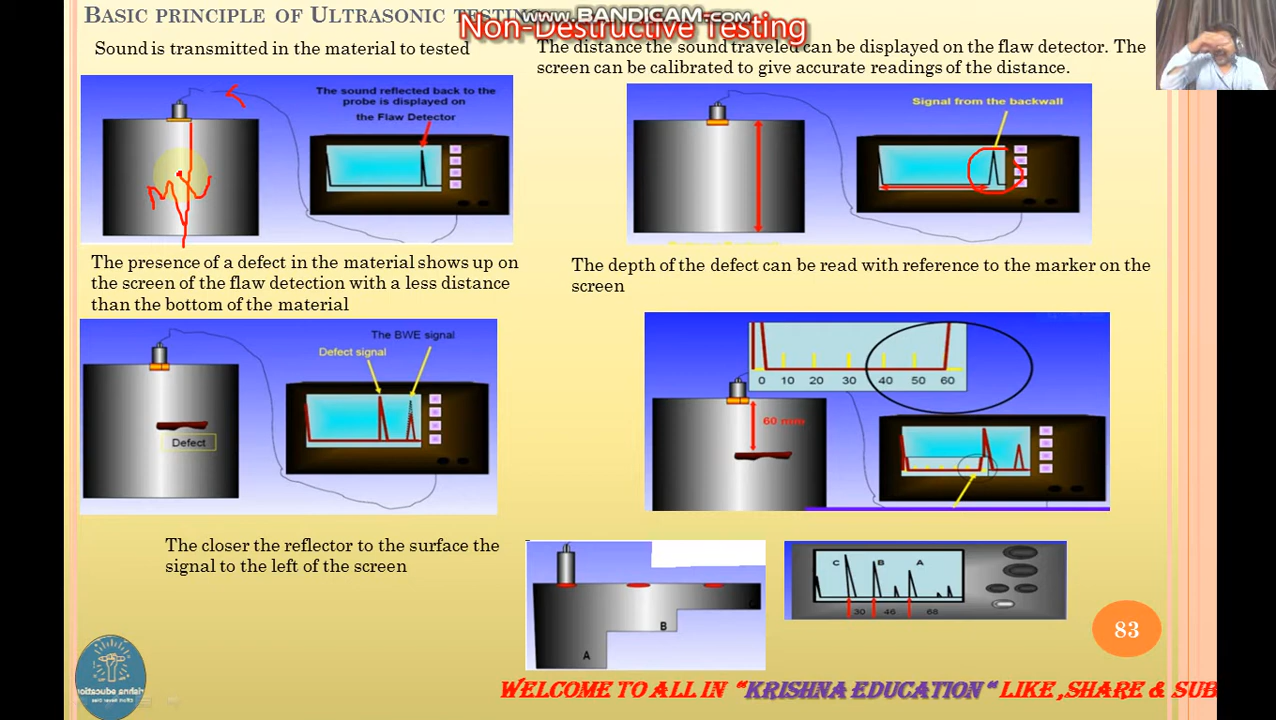 BASIC PRINCIPLE OF ULTRASONIC TESTING
www.BANDICAM.com
Non-Destructive Testing
Sound is transmitted in the material to tested
The distance the sound traveled can be displayed on the flaw detector. The
screen can be calibrated to give accurate readings of the distance.
The sound reflected back to the
probe is displayed on
the Flaw Detector
Signal from the backwall
The presence of a defect in the material shows up on
the screen of the flaw detection with a less distance
than the bottom of the material
The depth of the defect can be read with reference to the marker on the
screen
The BWE signal
Defect signal
Defect
0 10 20 30 40 50 60
60 mm
The closer the reflector to the surface the
signal to the left of the screen
A
B
C B A
30 46 68
83
krishna education
WELCOME TO ALL IN “KRISHNA EDUCATION “ LIKE ,SHARE & SUB